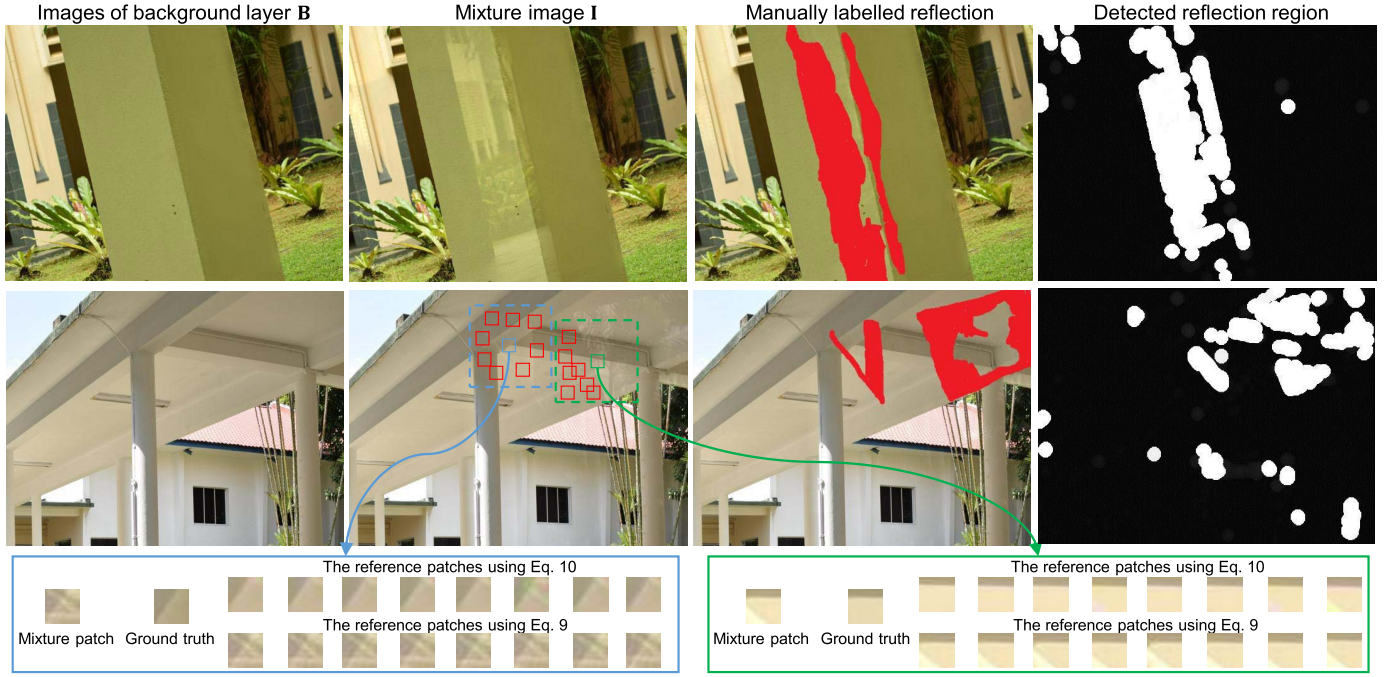 Images of background layer B
Mixture image I
Manually labelled reflection
Detected reflection region
The reference patches using Eq. 10
Mixture patch
Ground truth
The reference patches using Eq. 9
The reference patches using Eq. 10
Mixture patch
Ground truth
The reference patches using Eq. 9